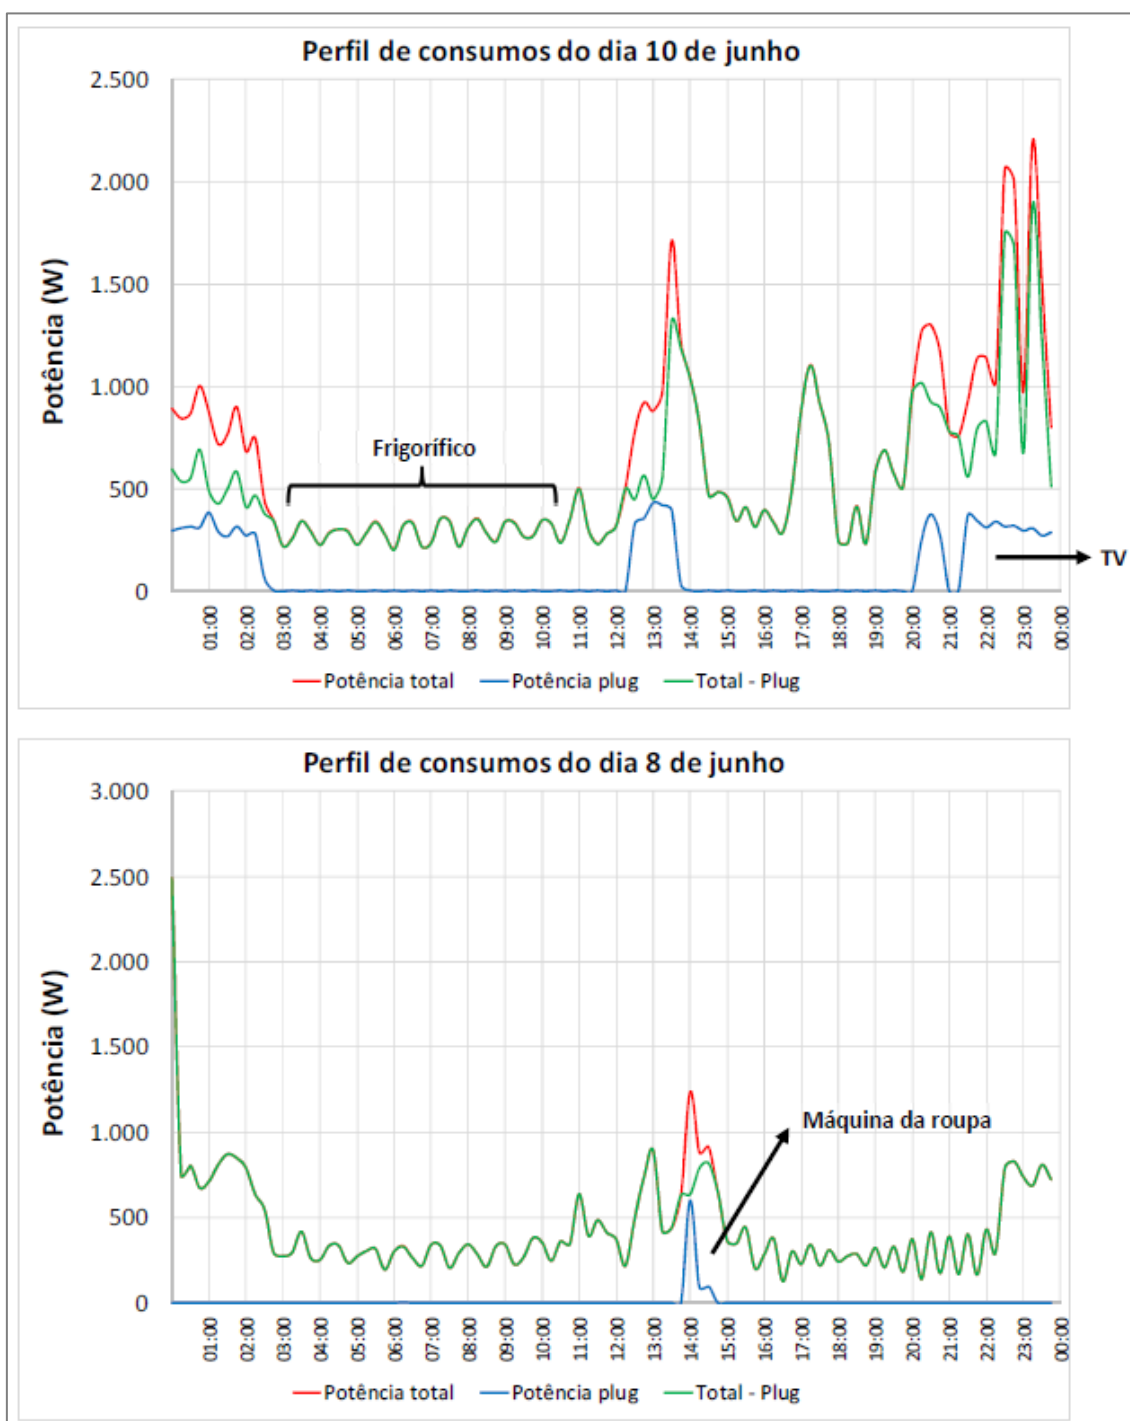 Perfil de consumos do dia 10 de junho
2.500
2.000
1.500
1.000
500
0
Potência (W)
Frigorífico
TV
01:00 02:00 03:00 04:00 05:00 06:00 07:00 08:00 09:00 10:00 11:00 12:00 13:00 14:00 15:00 16:00 17:00 18:00 19:00 20:00 21:00 22:00 23:00 00:00
Potência total Potência plug Total - Plug
Perfil de consumos do dia 8 de junho
3.000
2.500
2.000
1.500
1.000
500
0
Potência (W)
Máquina da roupa
01:00 02:00 03:00 04:00 05:00 06:00 07:00 08:00 09:00 10:00 11:00 12:00 13:00 14:00 15:00 16:00 17:00 18:00 19:00 20:00 21:00 22:00 23:00 00:00
Potência total Potência plug Total - Plug